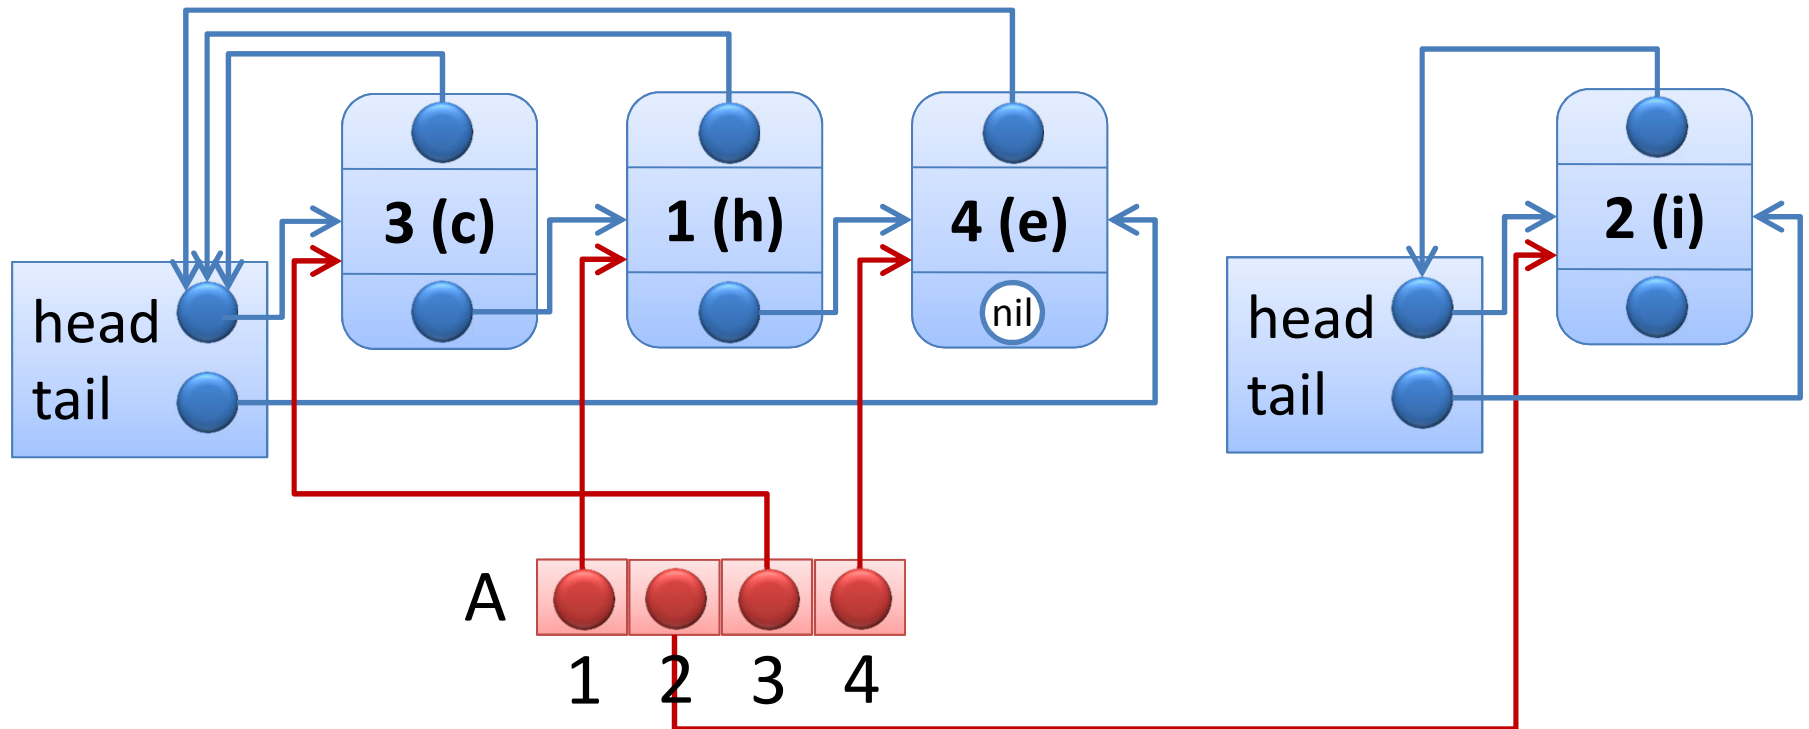 3 (c) 1 (h) 4 (e) 2 (i)
nil
head head
tail tail
A
1 2 3 4